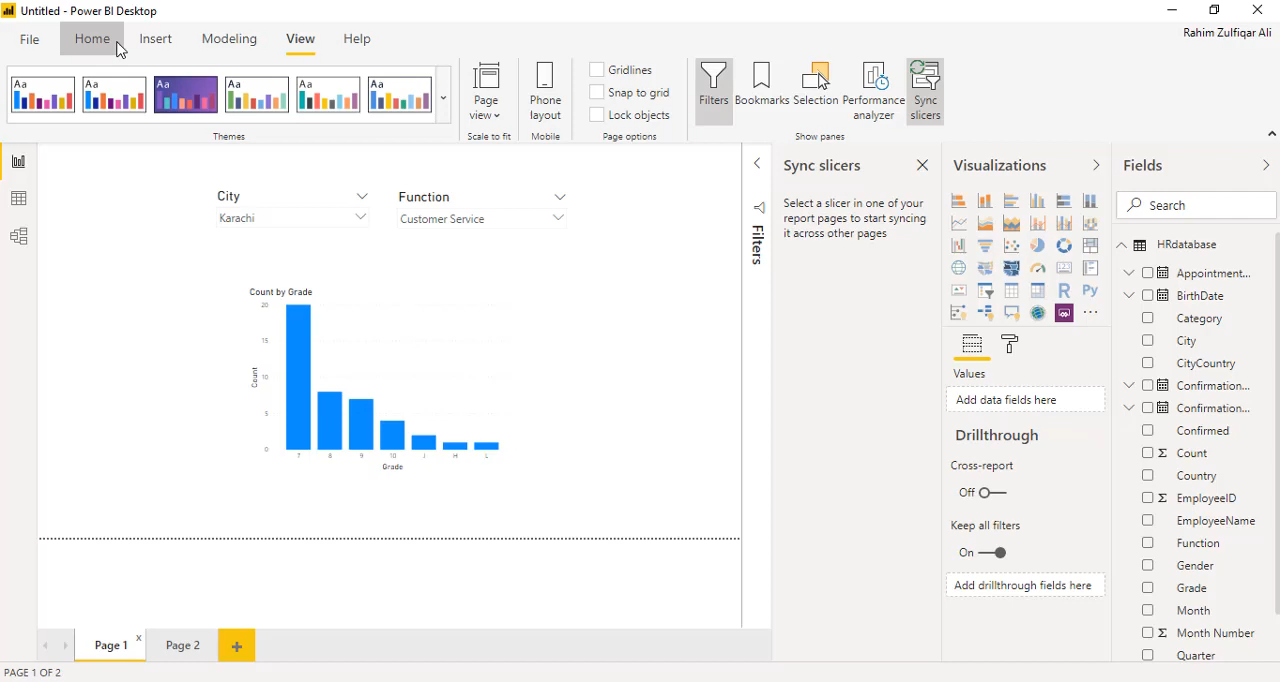 Untitled - Power BI Desktop
Rahim Zulfiqar Ali
File
Home
Insert
Modeling
View
Help
Aa
Aa
Aa
Aa
Aa
Aa
Themes
Page
view
Scale to fit
Phone
layout
Mobile
Gridlines
Snap to grid
Lock objects
Page options
Filters
Bookmarks
Selection
Performance
analyzer
Sync
slicers
Show panes
City
Karachi
Function
Customer Service
Count by Grade
20
15
10
5
0
Count
7
8
9
10
J
H
L
Grade
Filters
Sync slicers
Select a slicer in one of your
report pages to start syncing
it across other pages
Visualizations
R
Py
Values
Add data fields here
Drillthrough
Cross-report
Off
Keep all filters
On
Add drillthrough fields here
Fields
Search
HRdatabase
Appointment...
BirthDate
Category
City
CityCountry
Confirmation...
Confirmation...
Confirmed
Σ Count
Country
Σ EmployeeID
EmployeeName
Function
Gender
Grade
Month
Σ Month Number
Quarter
Page 1 x
Page 2
+
PAGE 1 OF 2